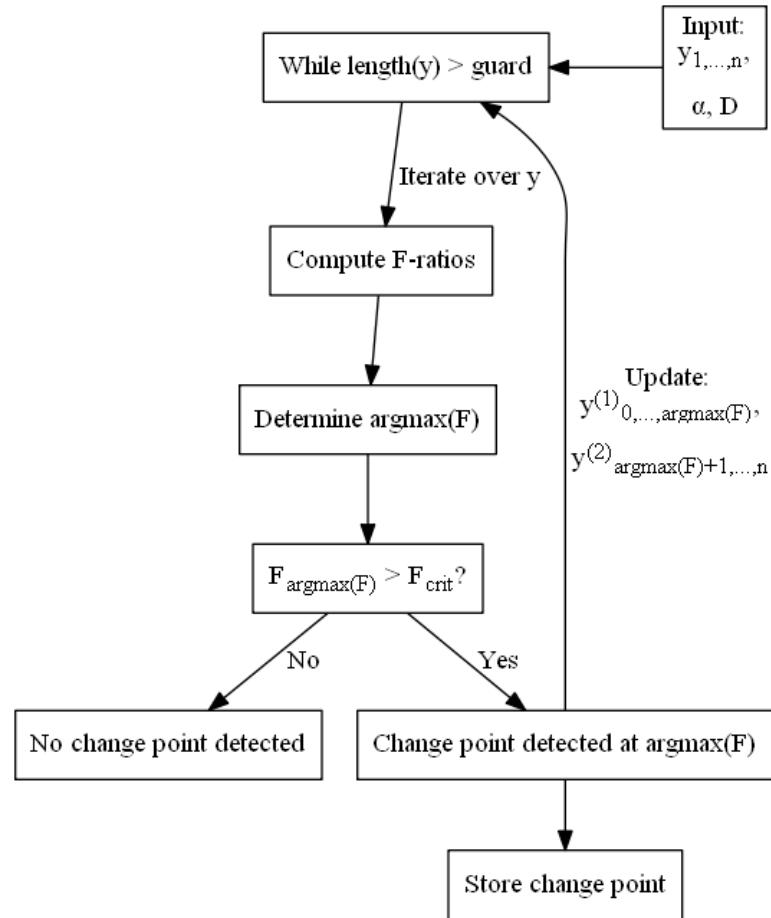 Input:
y₁,...,ₙ,
α, D
While length(y) > guard
Iterate over y
Compute F-ratios
Determine argmax(F)
Update:
y⁽¹⁾0,...,argmax(F),
y⁽²⁾argmax(F)+1,...,n
Fargmax(F) > Fcrit?
No
Yes
No change point detected
Change point detected at argmax(F)
Store change point